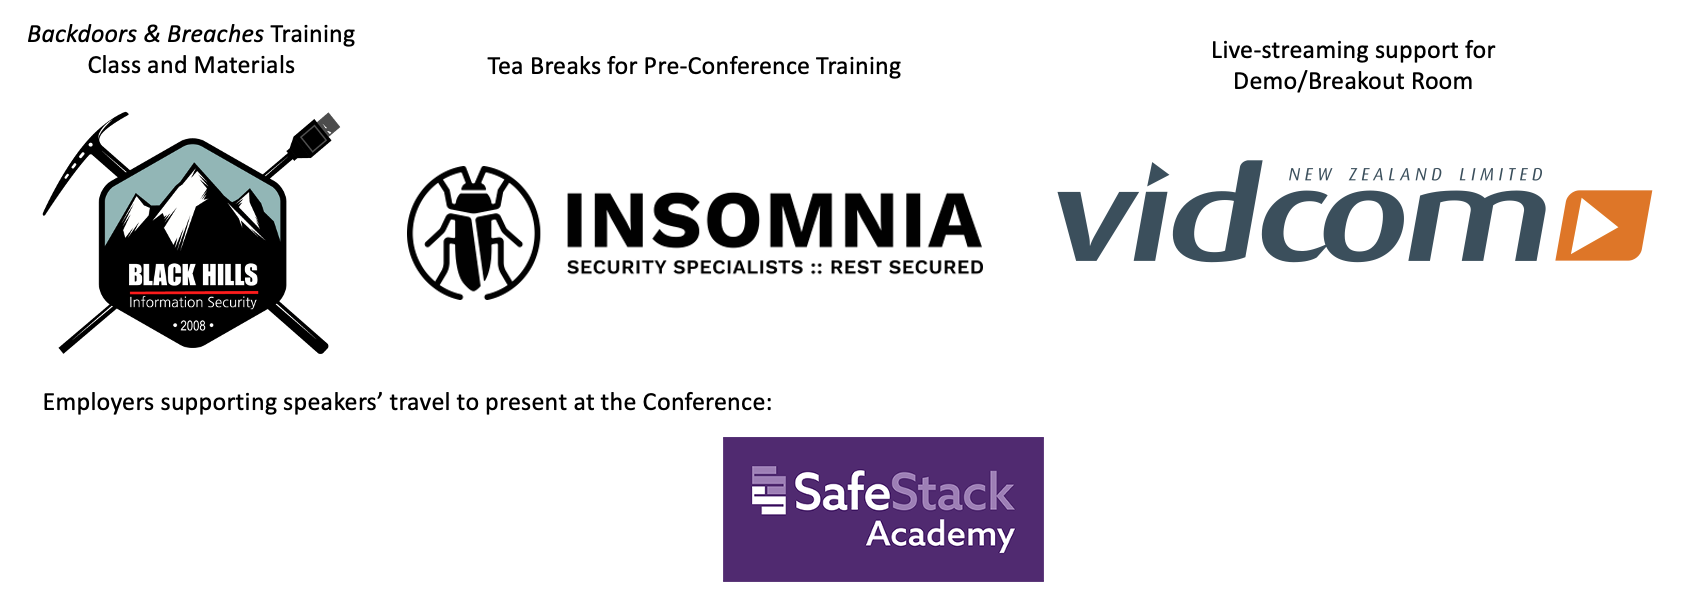 Backdoors & Breaches Training
Class and Materials
Tea Breaks for Pre-Conference Training
Live-streaming support for
Demo/Breakout Room
BLACK HILLS
Information Security
• 2008 •
INSOMNIA
SECURITY SPECIALISTS :: REST SECURED
NEW ZEALAND LIMITED
vidcom
Employers supporting speakers’ travel to present at the Conference:
SafeStack
Academy